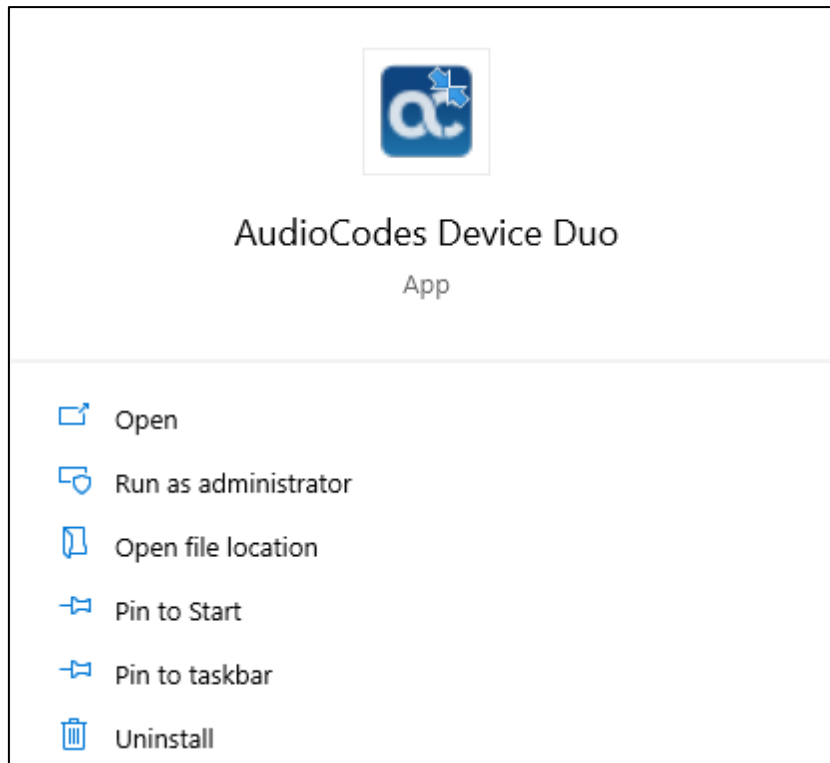 AudioCodes Device Duo
App
Open
Run as administrator
Open file location
Pin to Start
Pin to taskbar
Uninstall